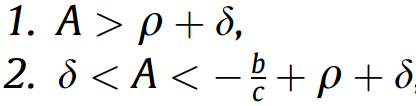 1. A > ρ + δ,
2. δ < A < −b/c + ρ + δ,